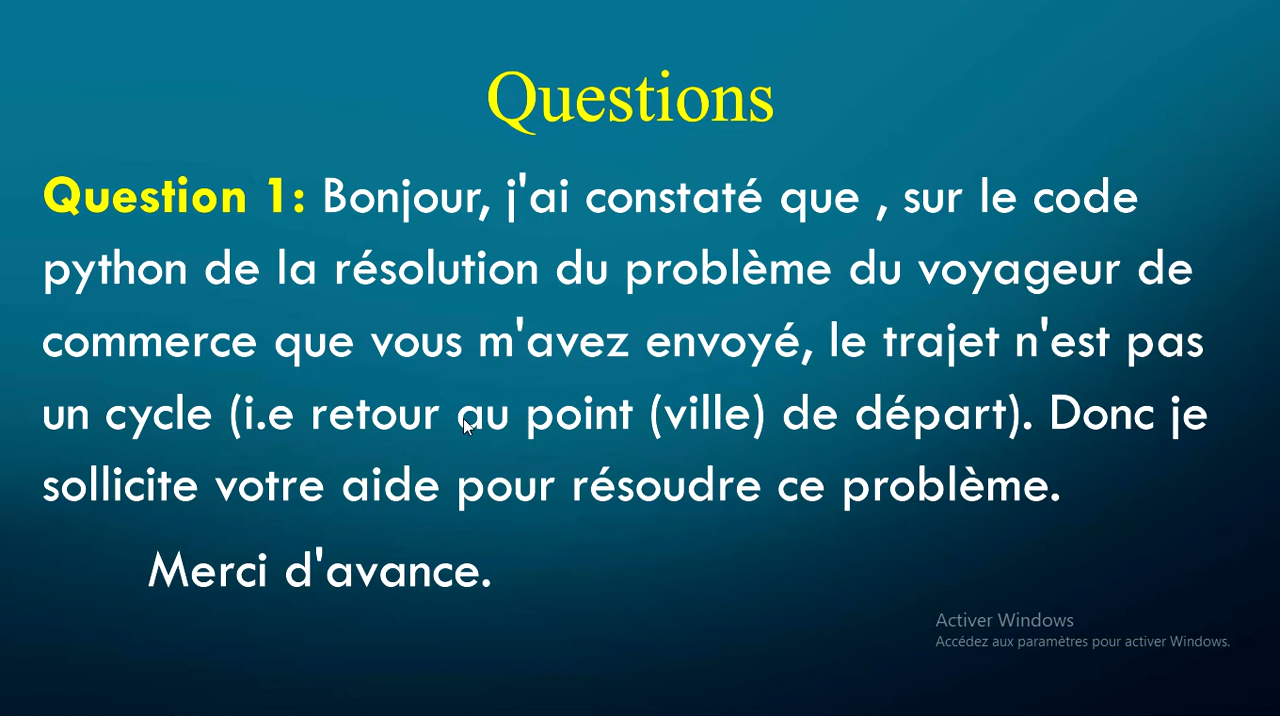 Questions
Question 1: Bonjour, j'ai constaté que , sur le code
python de la résolution du problème du voyageur de
commerce que vous m'avez envoyé, le trajet n'est pas
un cycle (i.e retour au point (ville) de départ). Donc je
sollicite votre aide pour résoudre ce problème.
Merci d'avance.
Activer Windows
Accédez aux paramètres pour activer Windows.